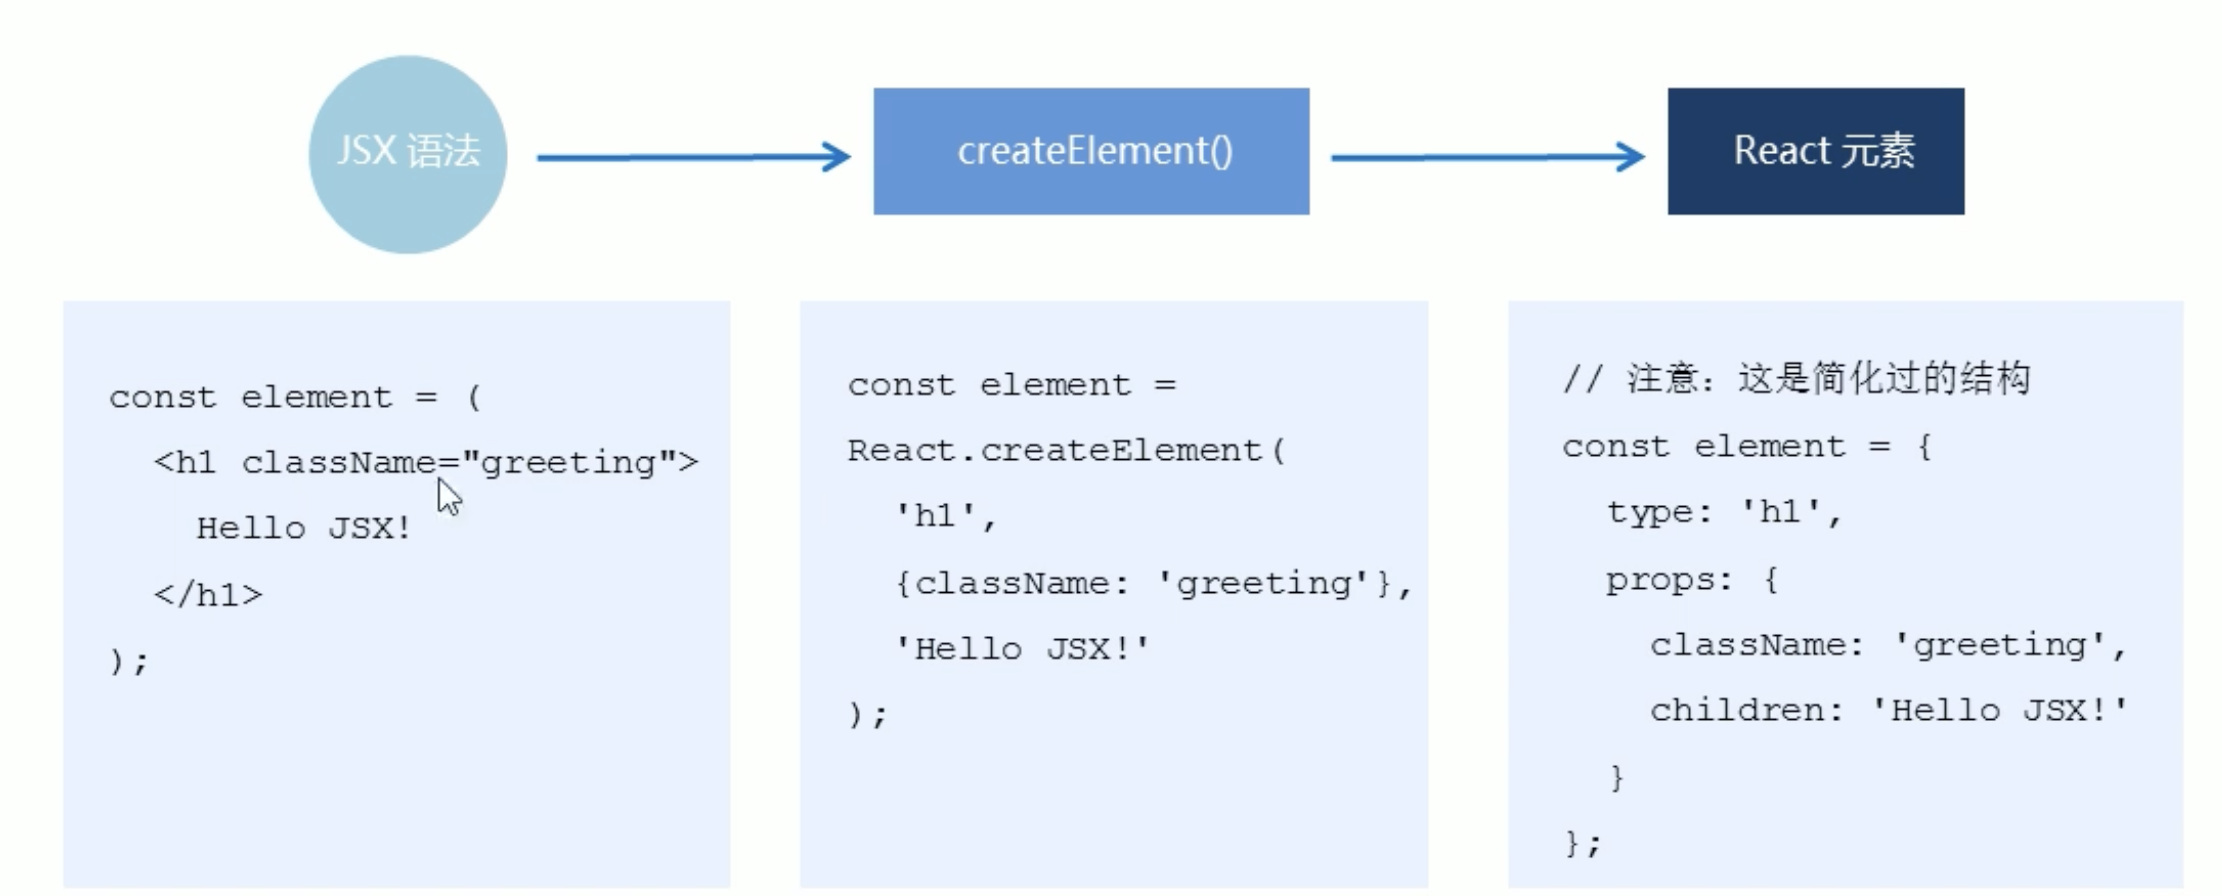 JSX 语法
createElement()
React 元素
const element = (
<h1 className="greeting">
Hello JSX!
</h1>
);
const element =
React.createElement(
'h1',
{className: 'greeting'},
'Hello JSX!'
);
// 注意：这是简化过的结构
const element = {
type: 'h1',
props: {
className: 'greeting',
children: 'Hello JSX!'
}
};